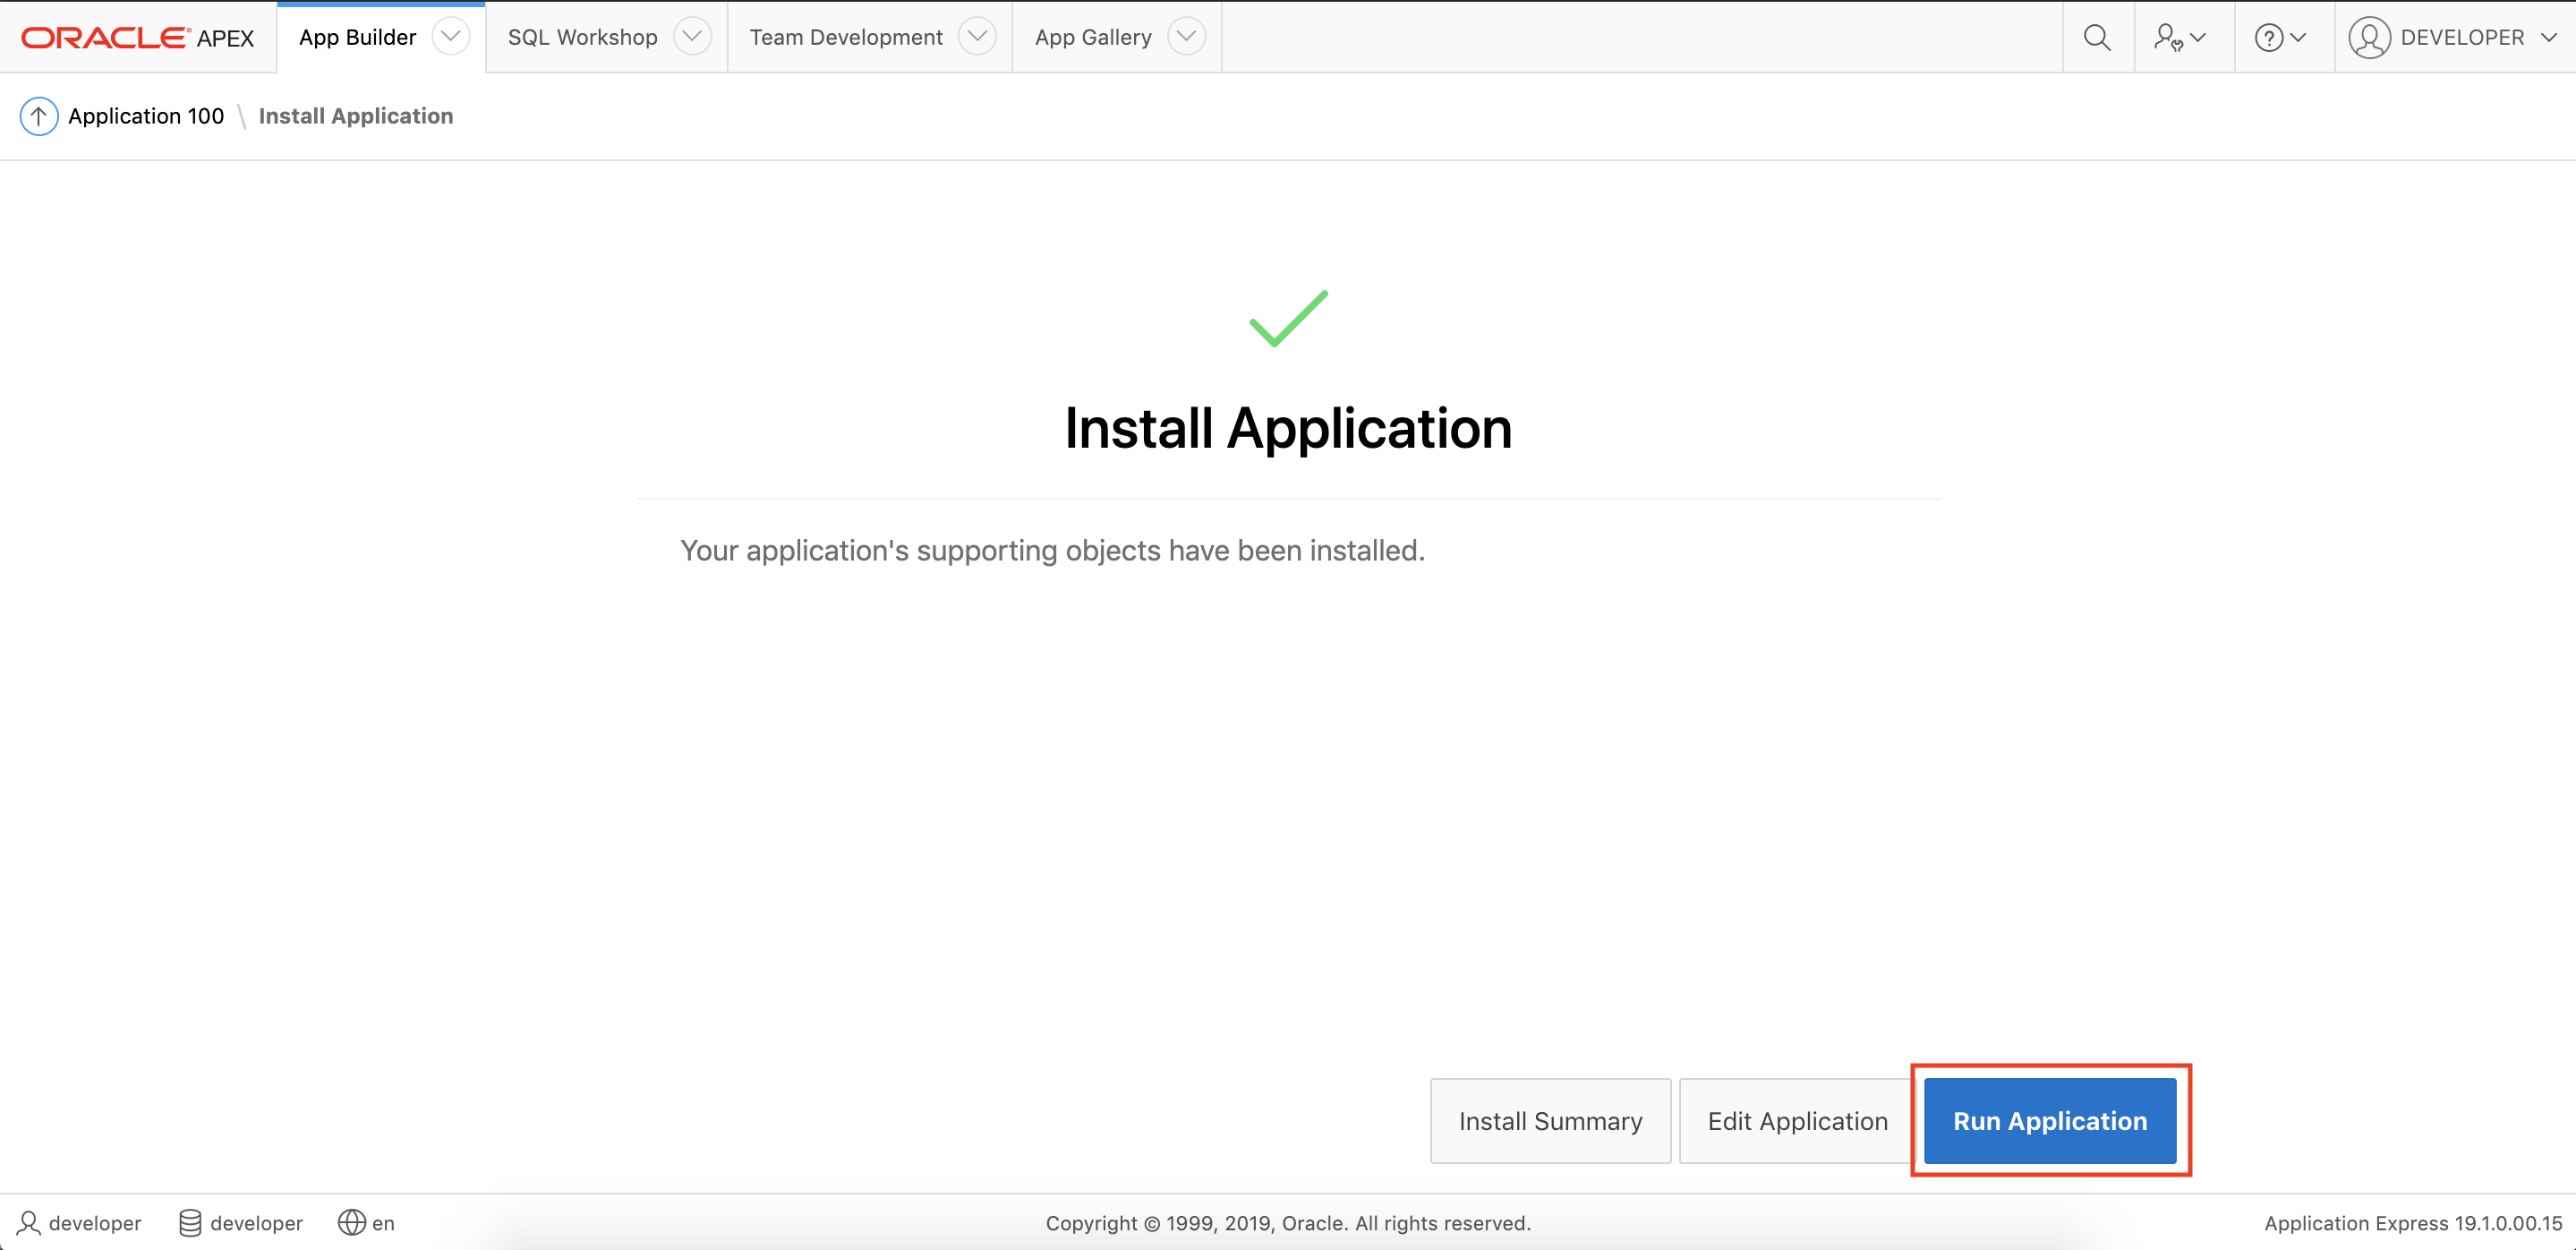 ORACLE® APEX App Builder SQL Workshop Team Development App Gallery ? DEVELOPER
Application 100 \ Install Application
Install Application
Your application's supporting objects have been installed.
Install Summary Edit Application Run Application
developer developer en Copyright © 1999, 2019, Oracle. All rights reserved. Application Express 19.1.0.00.15